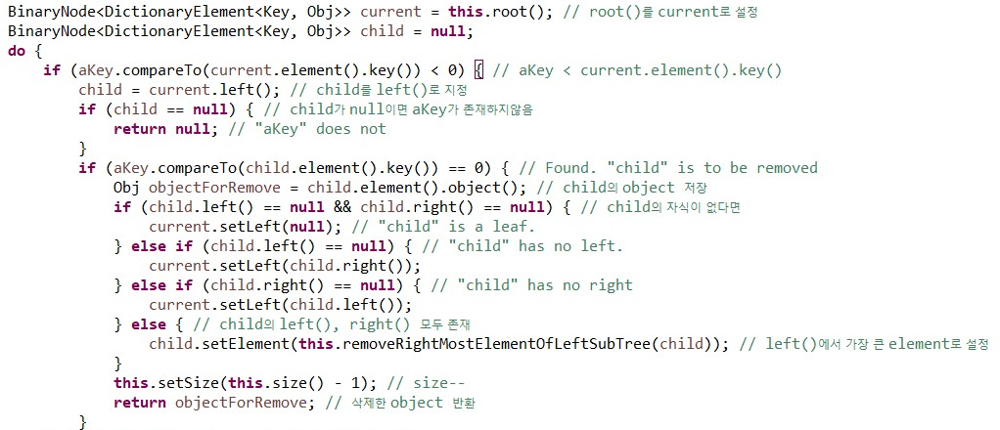 BinaryNode<DictionaryElement<Key, Obj>> current = this.root(); // root()를 current로 설정
BinaryNode<DictionaryElement<Key, Obj>> child = null;
do {
    if (aKey.compareTo(current.element().key()) < 0) { // aKey < current.element().key()
        child = current.left(); // child를 left()로 지정
        if (child == null) { // child가 null이면 aKey가 존재하지않음
            return null; // "aKey" does not
        }
        if (aKey.compareTo(child.element().key()) == 0) { // Found. "child" is to be removed
            Obj objectForRemove = child.element().object(); // child의 object 저장
            if (child.left() == null && child.right() == null) { // child의 자식이 없다면
                current.setLeft(null); // "child" is a leaf.
            } else if (child.left() == null) { // "child" has no left.
                current.setLeft(child.right());
            } else if (child.right() == null) { // "child" has no right
                current.setLeft(child.left());
            } else { // child의 left(), right() 모두 존재
                child.setElement(this.removeRightMostElementOfLeftSubTree(child)); // left()에서 가장 큰 element로 설정
            }
            this.setSize(this.size() - 1); // size--
            return objectForRemove; // 삭제한 object 반환
        }